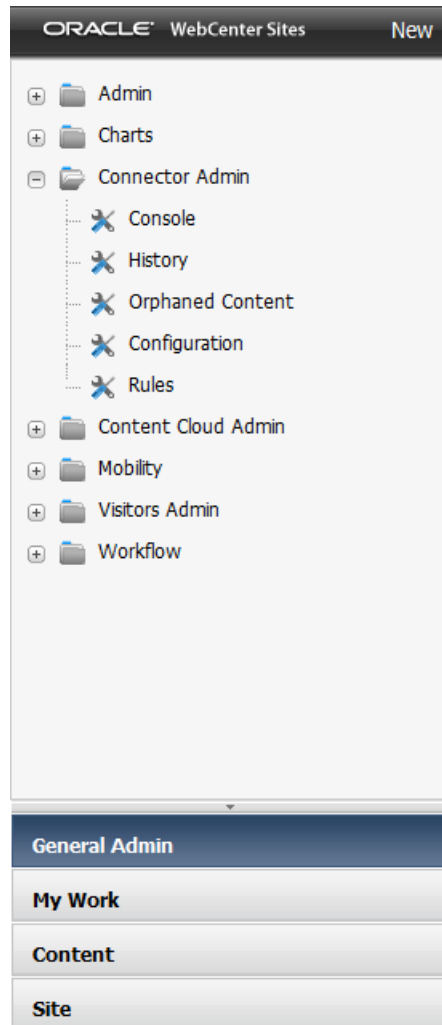 ORACLE WebCenter Sites New
Admin
Charts
Connector Admin
Console
History
Orphaned Content
Configuration
Rules
Content Cloud Admin
Mobility
Visitors Admin
Workflow
General Admin
My Work
Content
Site